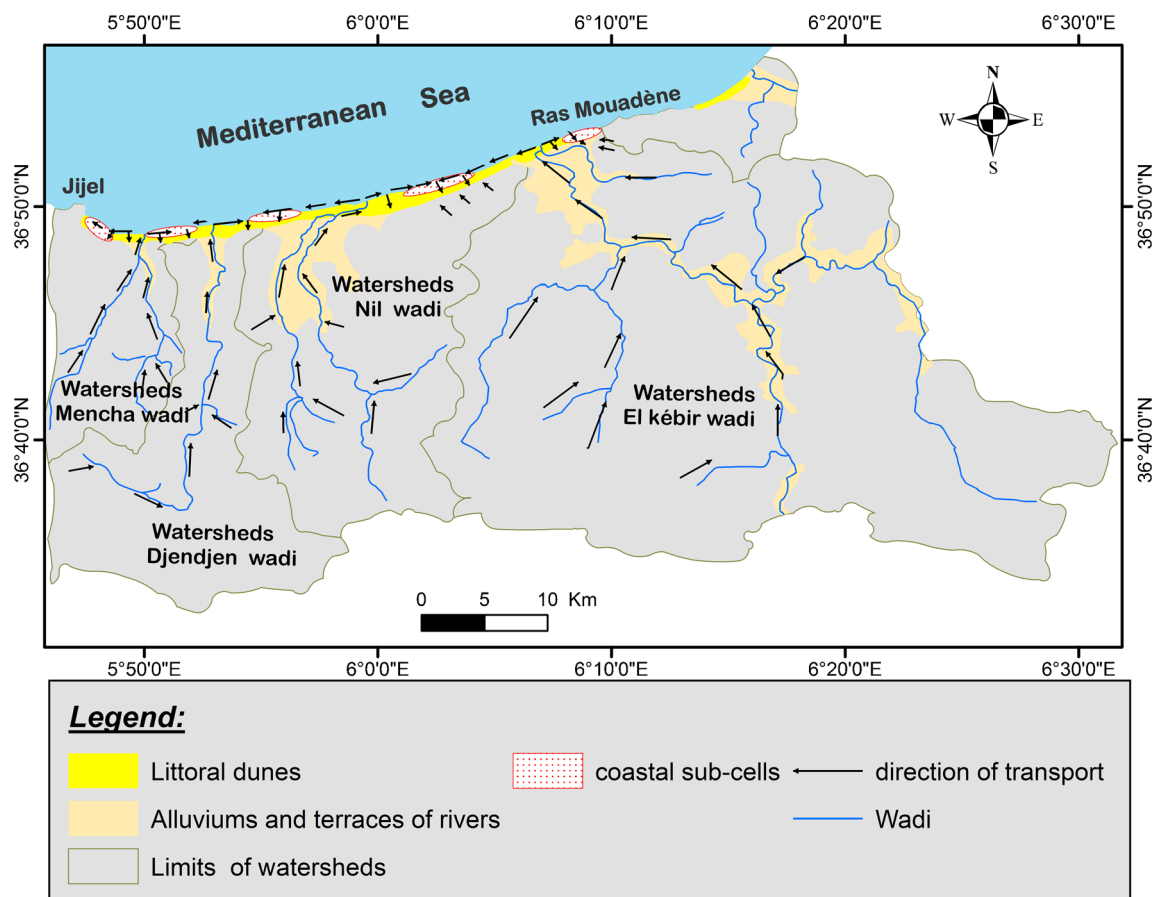 5°50'0"E 6°0'0"E 6°10'0"E 6°20'0"E 6°30'0"E
Mediterranean Sea
Ras Mouadène
N
W E
S
Jijel
36°50'0"N
36°50'0"N
Watersheds
Nil wadi
Watersheds
Mencha wadi
Watersheds
El kébir wadi
36°40'0"N
36°40'0"N
Watersheds
Djendjen wadi
0 5 10 Km
5°50'0"E 6°0'0"E 6°10'0"E 6°20'0"E 6°30'0"E
Legend:
Littoral dunes
coastal sub-cells
direction of transport
Alluviums and terraces of rivers
Wadi
Limits of watersheds